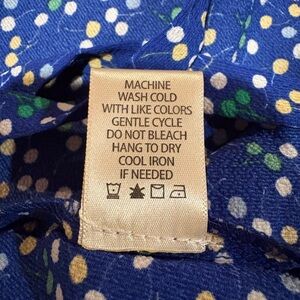 MACHINE
WASH COLD
WITH LIKE COLORS
GENTLE CYCLE
DO NOT BLEACH
HANG TO DRY
COOL IRON
IF NEEDED